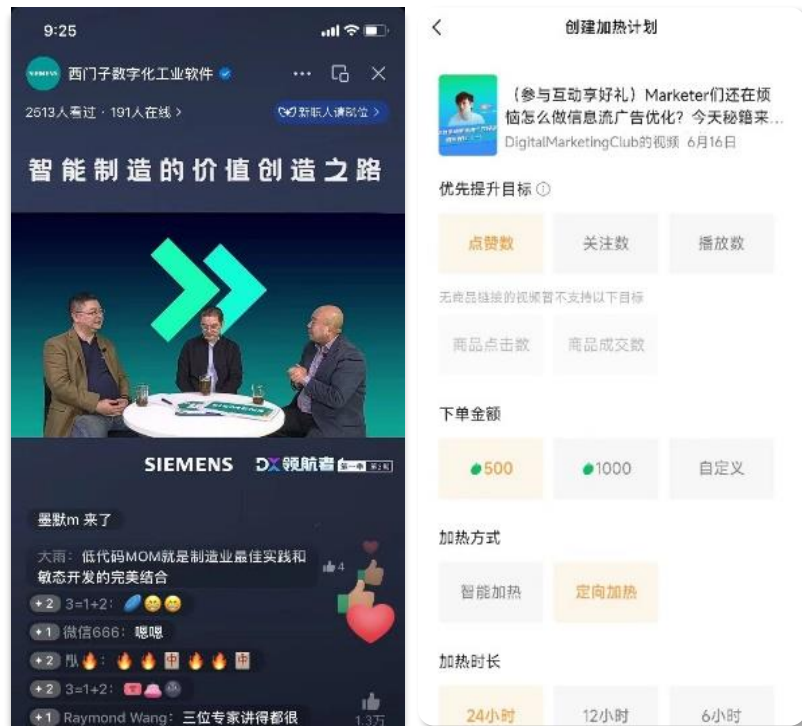 9:25
西门子数字化工业软件
2513人看过 · 191人在线 >
智能制造的价值创造之路
SIEMENS
SIEMENS DX领航者 第一季
墨默m 来了
大雨：低代码MOM就是制造业最佳实践和
敏态开发的完美结合
4
+2 3=1+2：
+1 微信666：嗯嗯
+2
+2 3=1+2：
+1 Raymond Wang：三位专家讲得都很
1.3万
创建加热计划
（参与互动享好礼）Marketer们还在烦
恼怎么做信息流广告优化？今天秘籍来...
DigitalMarketingClub的视频 6月16日
优先提升目标
点赞数 关注数 播放数
无商品链接的视频暂不支持以下目标
商品点击数 商品成交数
下单金额
500 1000 自定义
加热方式
智能加热 定向加热
加热时长
24小时 12小时 6小时